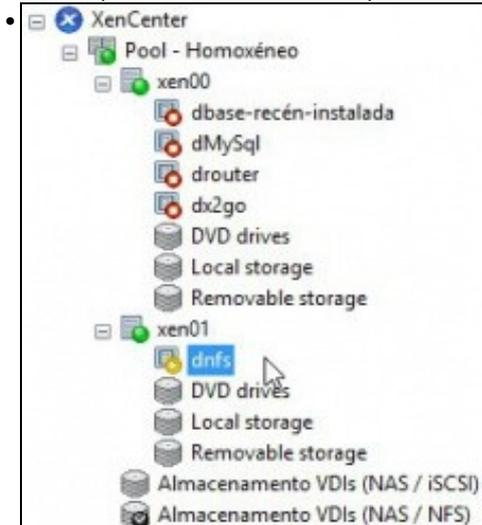 XenCenter
Pool - Homoxéneo
xen00
dbase-recén-instalada
dMySql
drouter
dx2go
DVD drives
Local storage
Removable storage
xen01
dnfs
DVD drives
Local storage
Removable storage
Almacenamento VDIs (NAS / iSCSI)
Almacenamento VDIs (NAS / NFS)